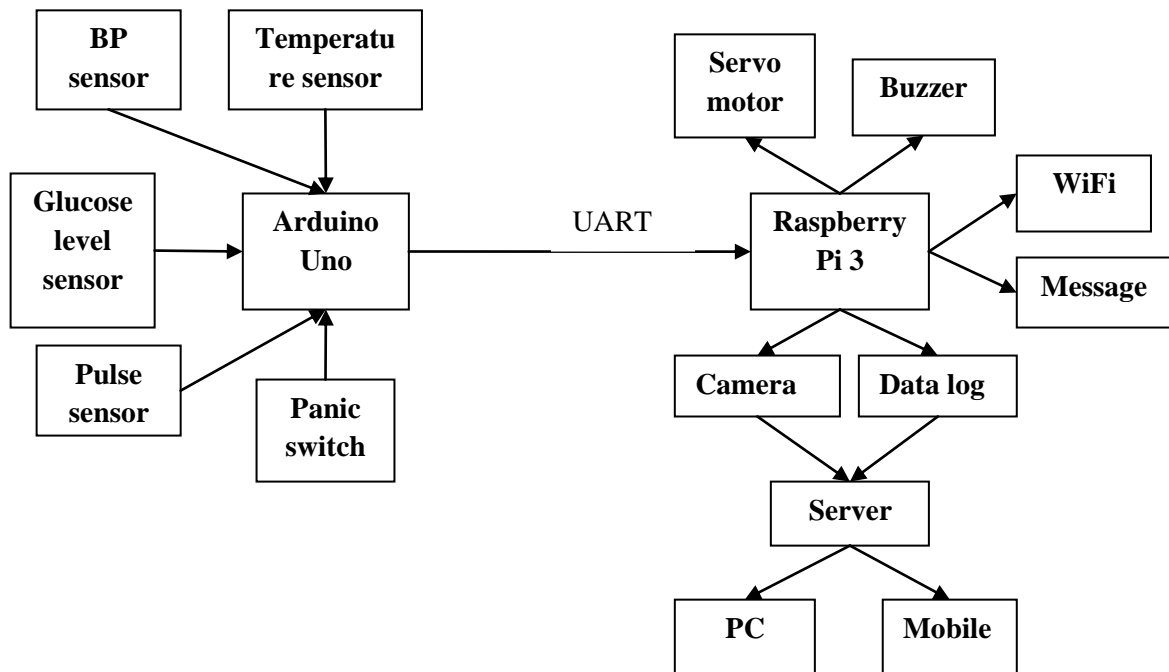 BP
sensor
Temperatu
re sensor
Servo
motor
Buzzer
Glucose
level
sensor
Arduino
Uno
UART
Raspberry
Pi 3
WiFi
Message
Pulse
sensor
Panic
switch
Camera
Data log
Server
PC
Mobile